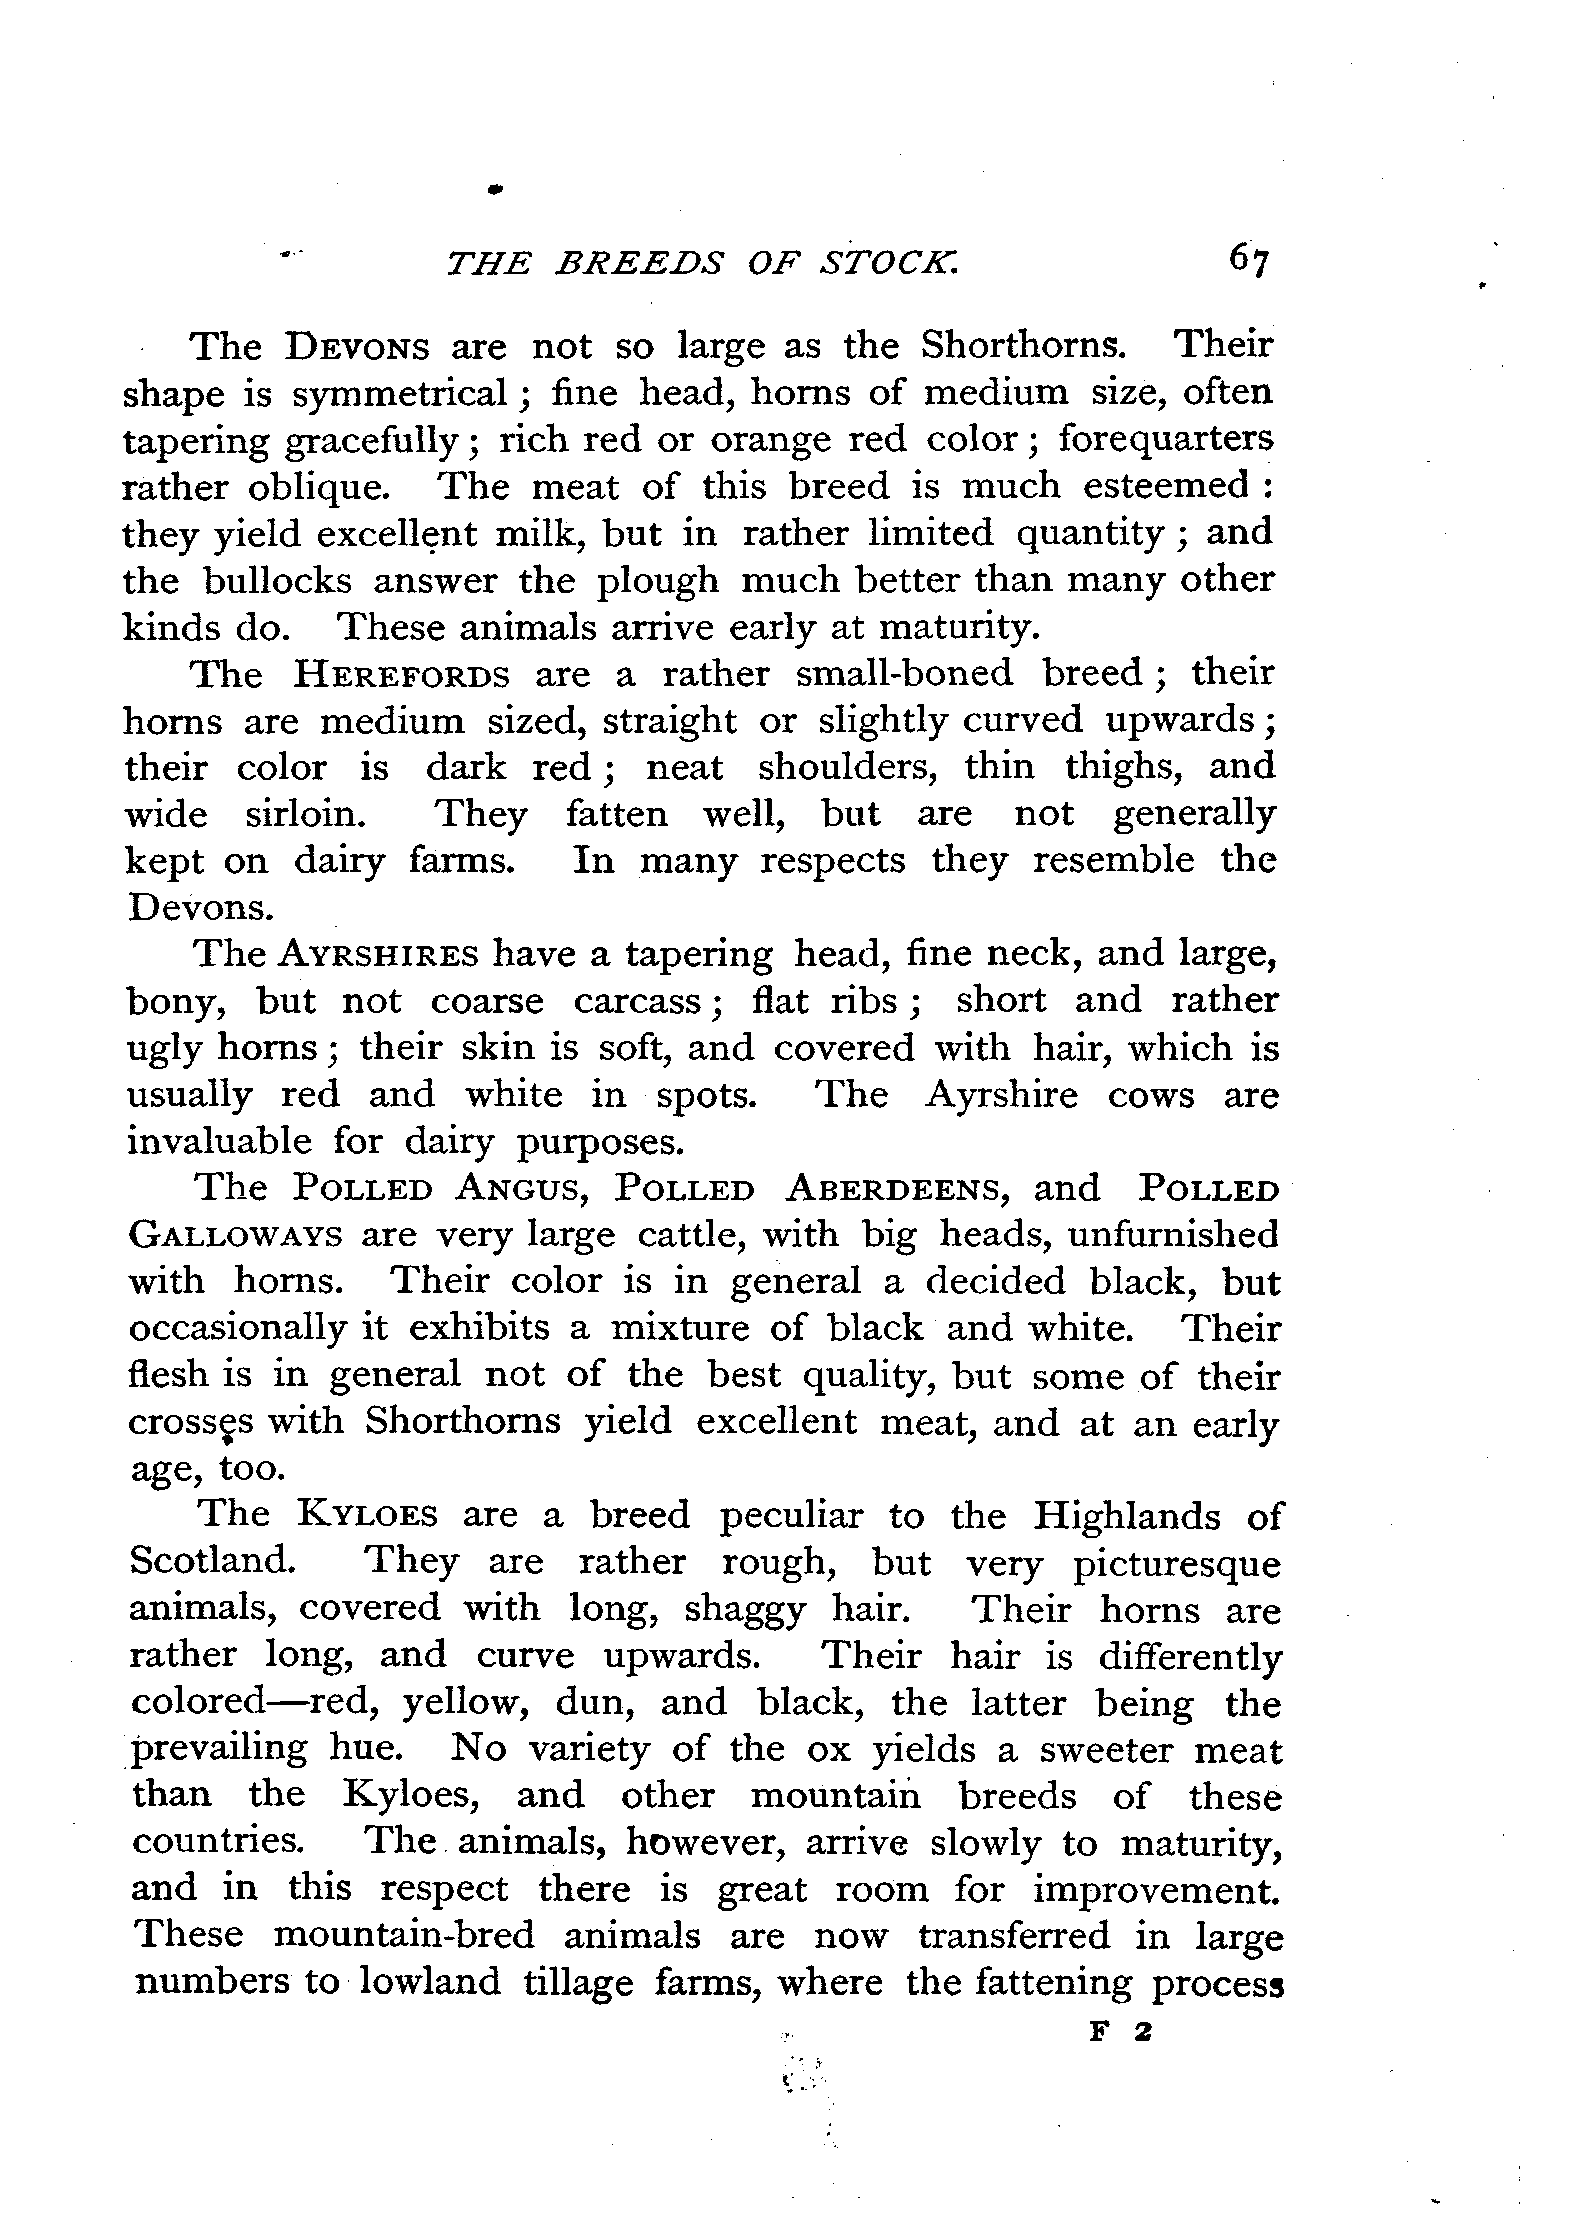 THE BREEDS OF STOCK. 67
The DEVONS are not so large as the Shorthorns. Their
shape is symmetrical ; fine head, horns of medium size, often
tapering gracefully ; rich red or orange red color ; forequarters
rather oblique. The meat of this breed is much esteemed :
they yield excellent milk, but in rather limited quantity ; and
the bullocks answer the plough much better than many other
kinds do. These animals arrive early at maturity.
The HEREFORDS are a rather small-boned breed ; their
horns are medium sized, straight or slightly curved upwards ;
their color is dark red ; neat shoulders, thin thighs, and
wide sirloin. They fatten well, but are not generally
kept on dairy farms. In many respects they resemble the
Devons.
The AYRSHIRES have a tapering head, fine neck, and large,
bony, but not coarse carcass ; flat ribs ; short and rather
ugly horns ; their skin is soft, and covered with hair, which is
usually red and white in spots. The Ayrshire cows are
invaluable for dairy purposes.
The POLLED ANGUS, POLLED ABERDEENS, and POLLED
GALLOWAYS are very large cattle, with big heads, unfurnished
with horns. Their color is in general a decided black, but
occasionally it exhibits a mixture of black and white. Their
flesh is in general not of the best quality, but some of their
crosses with Shorthorns yield excellent meat, and at an early
age, too.
The KYLOES are a breed peculiar to the Highlands of
Scotland. They are rather rough, but very picturesque
animals, covered with long, shaggy hair. Their horns are
rather long, and curve upwards. Their hair is differently
colored—red, yellow, dun, and black, the latter being the
prevailing hue. No variety of the ox yields a sweeter meat
than the Kyloes, and other mountain breeds of these
countries. The animals, however, arrive slowly to maturity,
and in this respect there is great room for improvement.
These mountain-bred animals are now transferred in large
numbers to lowland tillage farms, where the fattening process
F 2